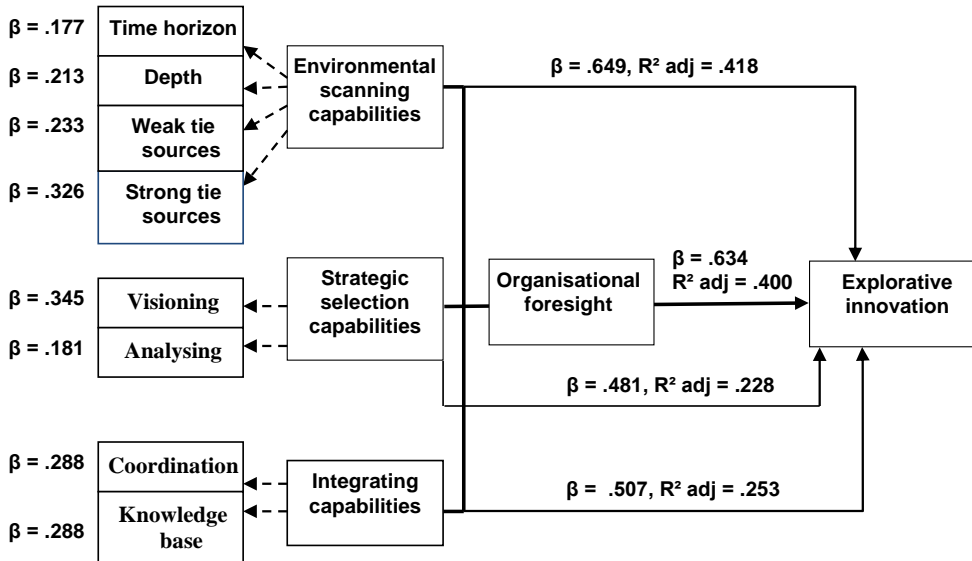 β = .177
Time horizon
β = .213
Depth
β = .233
Weak tie
sources
β = .326
Strong tie
sources
Environmental
scanning
capabilities
β = .649, R² adj = .418
β = .345
Visioning
β = .181
Analysing
Strategic
selection
capabilities
Organisational
foresight
β = .634
R² adj = .400
Explorative
innovation
β = .481, R² adj = .228
β = .288
Coordination
β = .288
Knowledge
base
Integrating
capabilities
β = .507, R² adj = .253